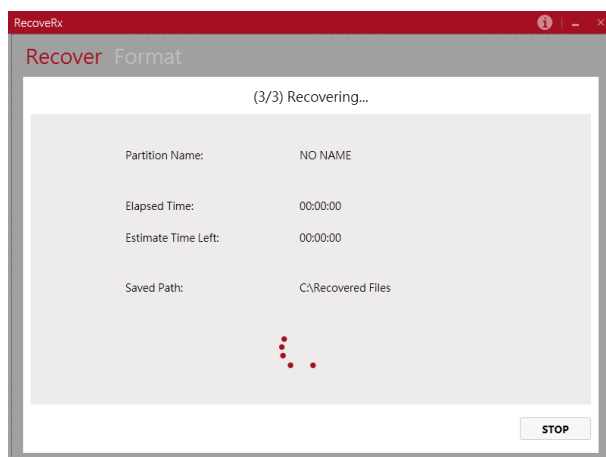 RecoveRx
Recover Format
(3/3) Recovering...
Partition Name: NO NAME
Elapsed Time: 00:00:00
Estimate Time Left: 00:00:00
Saved Path: C:\Recovered Files
STOP